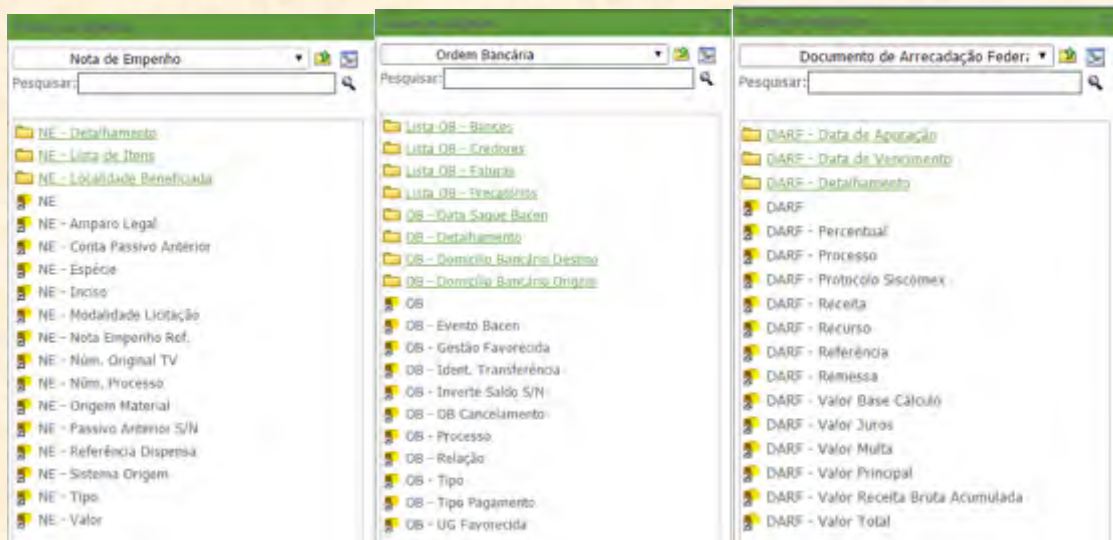 Nota de Empenho
Pesquisar:
NE - Detalhamento
NE - Lista de Itens
NE - Localidade Beneficiada
NE
NE - Amparo Legal
NE - Conta Passivo Anterior
NE - Espécie
NE - Inciso
NE - Modalidade Licitação
NE - Nota Empenho Ref.
NE - Núm. Original TV
NE - Núm. Processo
NE - Origem Material
NE - Passivo Anterior S/N
NE - Referência Dispensa
NE - Sistema Origem
NE - Tipo
NE - Valor
Ordem Bancária
Pesquisar:
Lista OB - Bancos
Lista OB - Credores
Lista OB - Faturas
Lista OB - Precatórios
OB - Data Saque Bacen
OB - Detalhamento
OB - Domicílio Bancário Destino
OB - Domicílio Bancário Origem
OB
OB - Evento Bacen
OB - Gestão Favorecida
OB - Ident. Transferência
OB - Inverte Saldo S/N
OB - OB Cancelamento
OB - Processo
OB - Relação
OB - Tipo
OB - Tipo Pagamento
OB - UG Favorecida
Documento de Arrecadação Feder
Pesquisar:
DARF - Data de Apuração
DARF - Data de Vencimento
DARF - Detalhamento
DARF
DARF - Percentual
DARF - Processo
DARF - Protocolo Siscomex
DARF - Receita
DARF - Recurso
DARF - Referência
DARF - Remessa
DARF - Valor Base Cálculo
DARF - Valor Juros
DARF - Valor Multa
DARF - Valor Principal
DARF - Valor Receita Bruta Acumulada
DARF - Valor Total